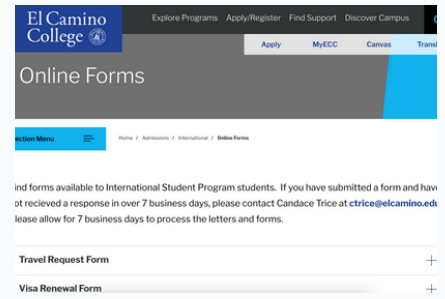 El Camino
College
Explore Programs Apply/Register Find Support Discover Campus
Apply MyECC Canvas Transl
Online Forms
ection Menu
Home / Admissions / International / Online Forms
ind forms available to International Student Program students. If you have submitted a form and have
ot recieved a response in over 7 business days, please contact Candace Trice at ctrice@elcamino.edu
lease allow for 7 business days to process the letters and forms.
Travel Request Form
Visa Renewal Form